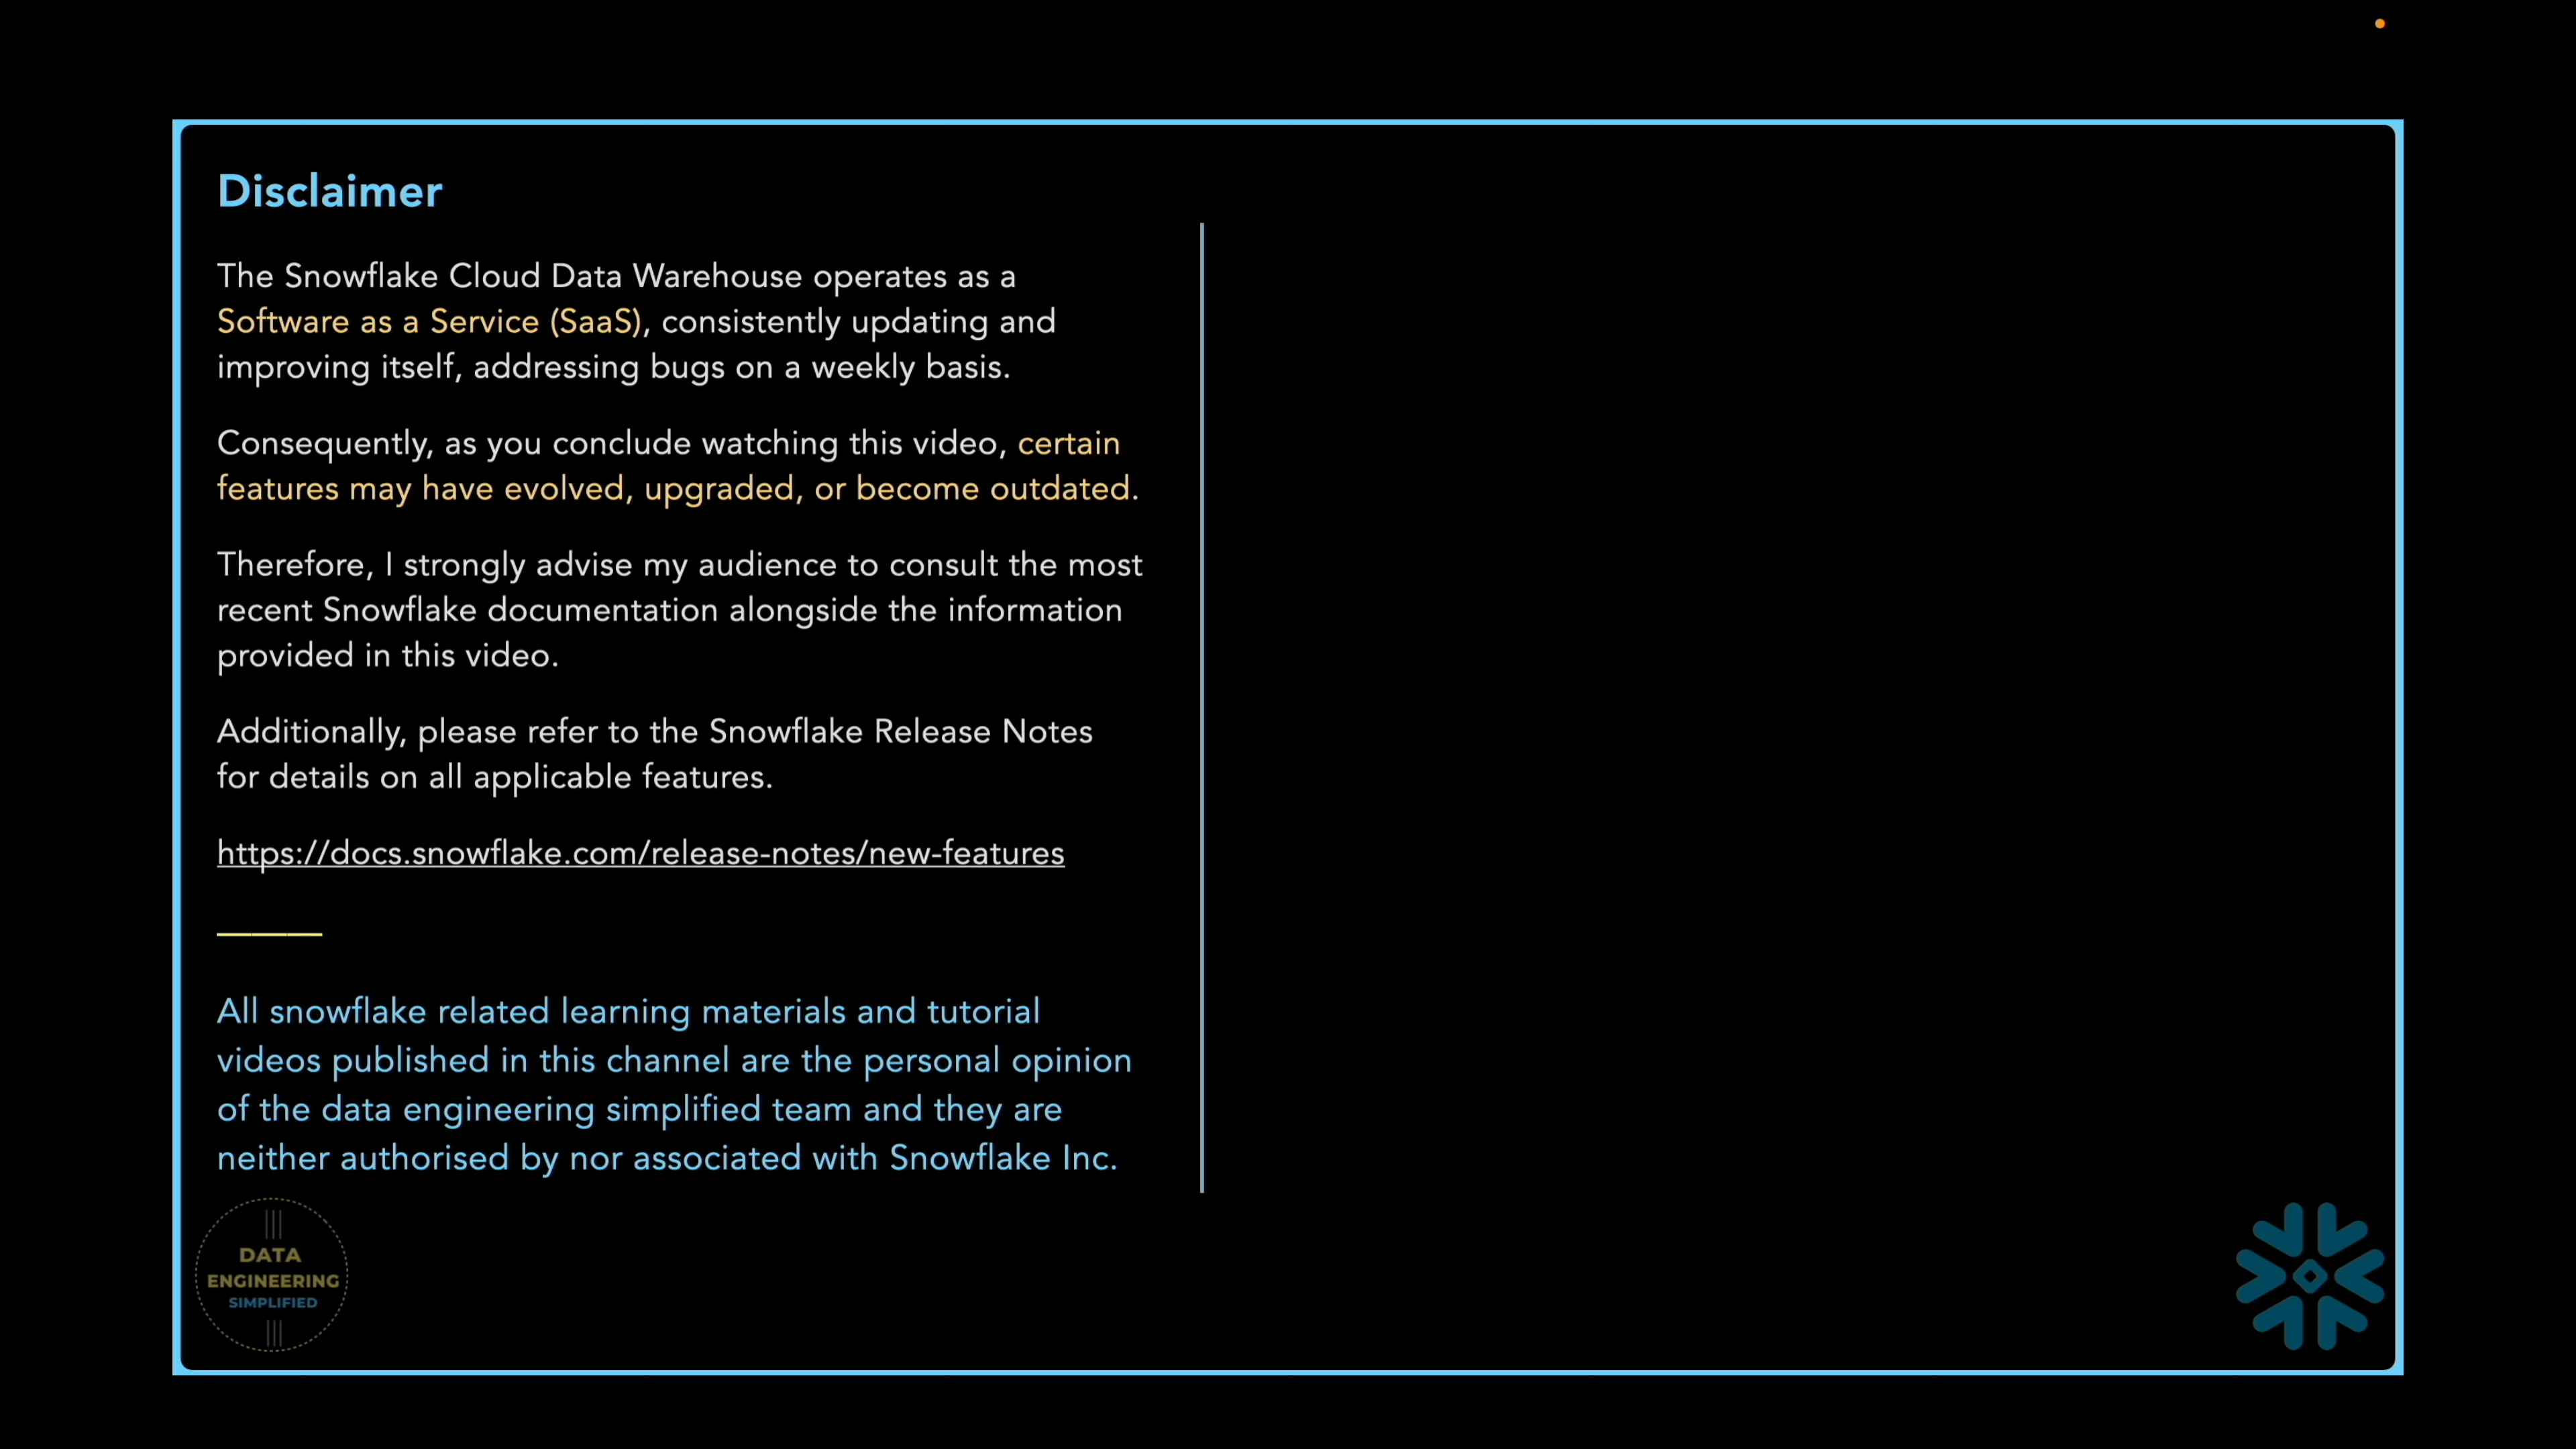 Disclaimer
The Snowflake Cloud Data Warehouse operates as a
Software as a Service (SaaS), consistently updating and
improving itself, addressing bugs on a weekly basis.
Consequently, as you conclude watching this video, certain
features may have evolved, upgraded, or become outdated.
Therefore, I strongly advise my audience to consult the most
recent Snowflake documentation alongside the information
provided in this video.
Additionally, please refer to the Snowflake Release Notes
for details on all applicable features.
https://docs.snowflake.com/release-notes/new-features
All snowflake related learning materials and tutorial
videos published in this channel are the personal opinion
of the data engineering simplified team and they are
neither authorised by nor associated with Snowflake Inc.
DATA
ENGINEERING
SIMPLIFIED